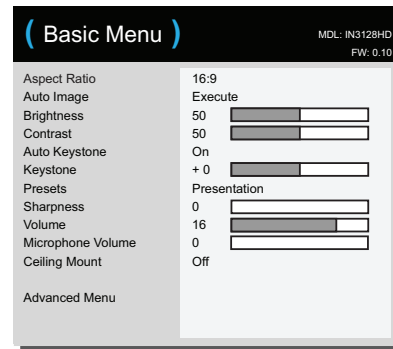 ( Basic Menu )
MDL: IN3128HD
FW: 0.10
Aspect Ratio 16:9
Auto Image Execute
Brightness 50
Contrast 50
Auto Keystone On
Keystone + 0
Presets Presentation
Sharpness 0
Volume 16
Microphone Volume 0
Ceiling Mount Off
Advanced Menu